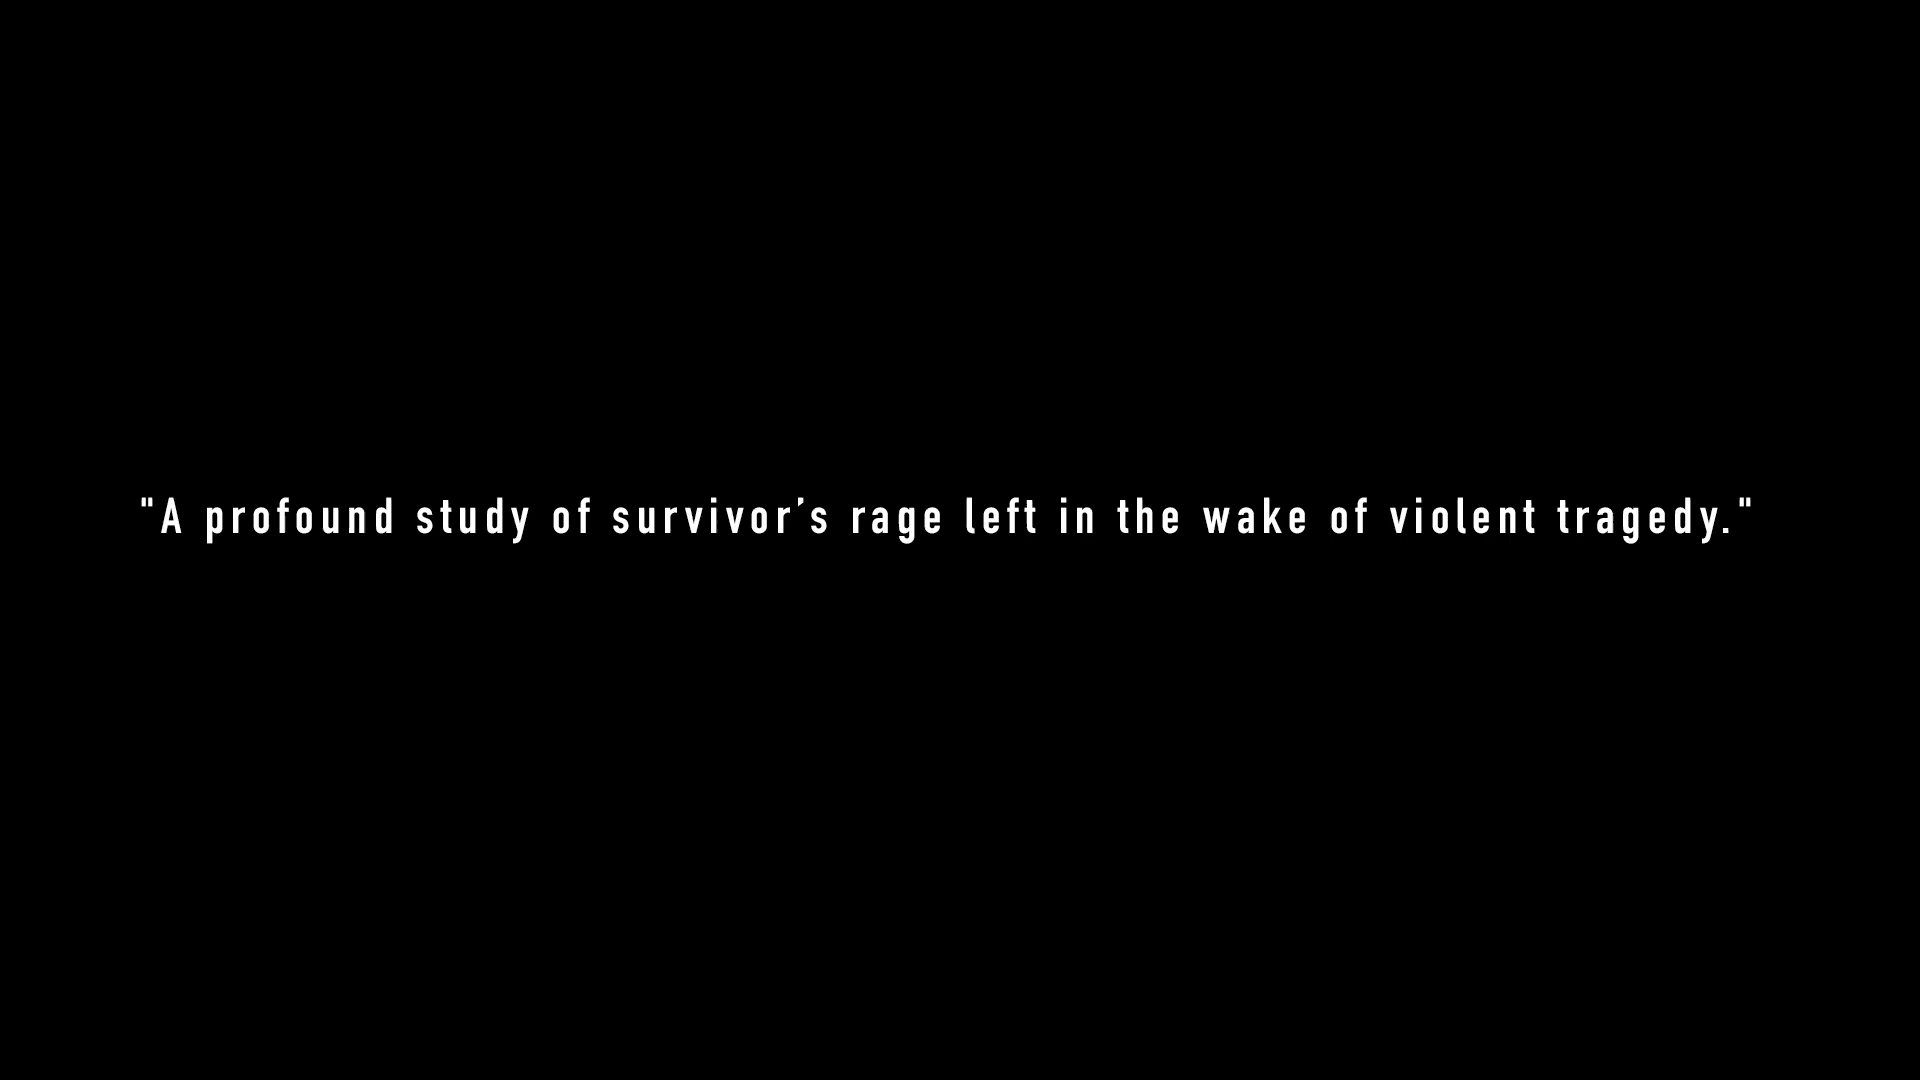 "A profound study of survivor’s rage left in the wake of violent tragedy."